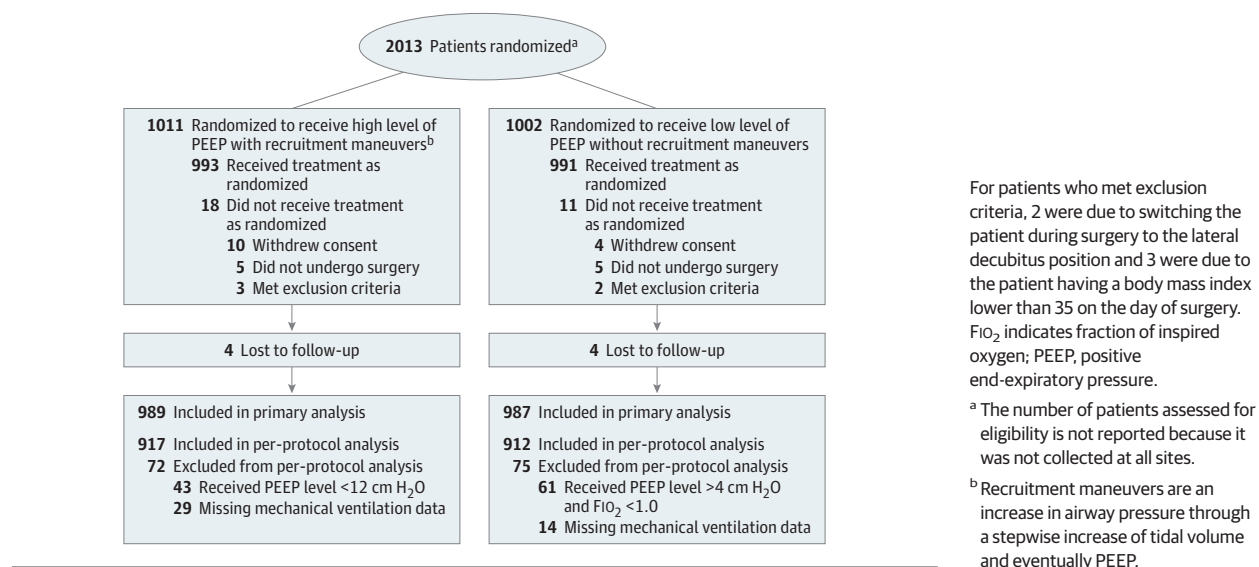 2013 Patients randomizedᵃ
1011 Randomized to receive high level of
PEEP with recruitment maneuversᵇ
993 Received treatment as
randomized
18 Did not receive treatment
as randomized
10 Withdrew consent
5 Did not undergo surgery
3 Met exclusion criteria
4 Lost to follow-up
989 Included in primary analysis
917 Included in per-protocol analysis
72 Excluded from per-protocol analysis
43 Received PEEP level <12 cm H₂O
29 Missing mechanical ventilation data
1002 Randomized to receive low level of
PEEP without recruitment maneuvers
991 Received treatment as
randomized
11 Did not receive treatment
as randomized
4 Withdrew consent
5 Did not undergo surgery
2 Met exclusion criteria
4 Lost to follow-up
987 Included in primary analysis
912 Included in per-protocol analysis
75 Excluded from per-protocol analysis
61 Received PEEP level >4 cm H₂O
and FIO₂ <1.0
14 Missing mechanical ventilation data
For patients who met exclusion
criteria, 2 were due to switching the
patient during surgery to the lateral
decubitus position and 3 were due to
the patient having a body mass index
lower than 35 on the day of surgery.
FIO₂ indicates fraction of inspired
oxygen; PEEP, positive
end-expiratory pressure.
ᵃ The number of patients assessed for
eligibility is not reported because it
was not collected at all sites.
ᵇ Recruitment maneuvers are an
increase in airway pressure through
a stepwise increase of tidal volume
and eventually PEEP.